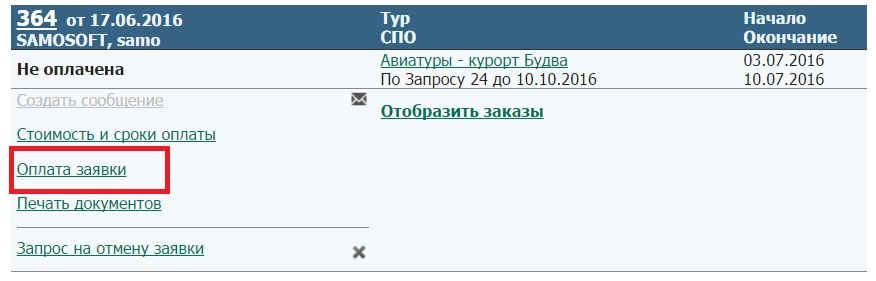 364 от 17.06.2016 Тур Начало
SAMOSOFT, samo СПО Окончание
Не оплачена Авиатуры - курорт Будва 03.07.2016
По Запросу 24 до 10.10.2016 10.07.2016
Создать сообщение
Отобразить заказы
Стоимость и сроки оплаты
Оплата заявки
Печать документов
Запрос на отмену заявки